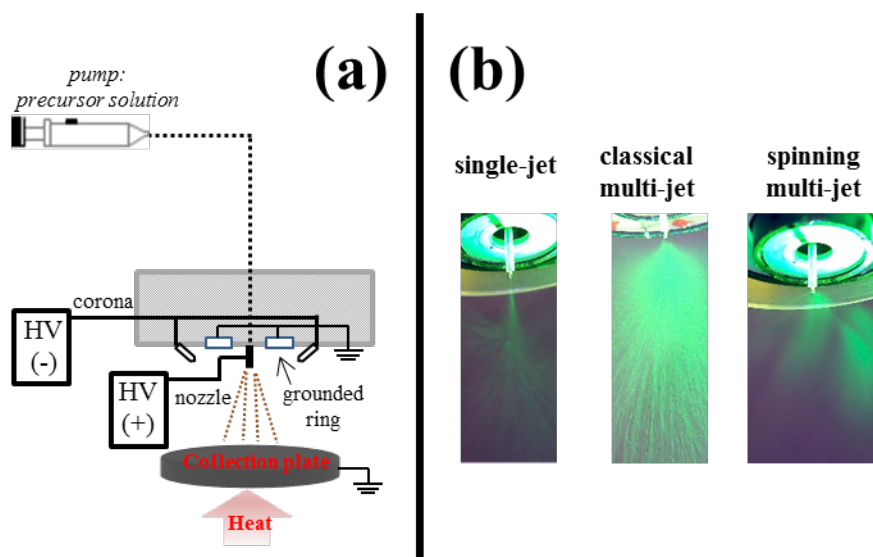 (a)
pump:
precursor solution
corona
HV
(-)
HV
(+)
nozzle
grounded
ring
Collection plate
Heat
(b)
single-jet
classical
multi-jet
spinning
multi-jet